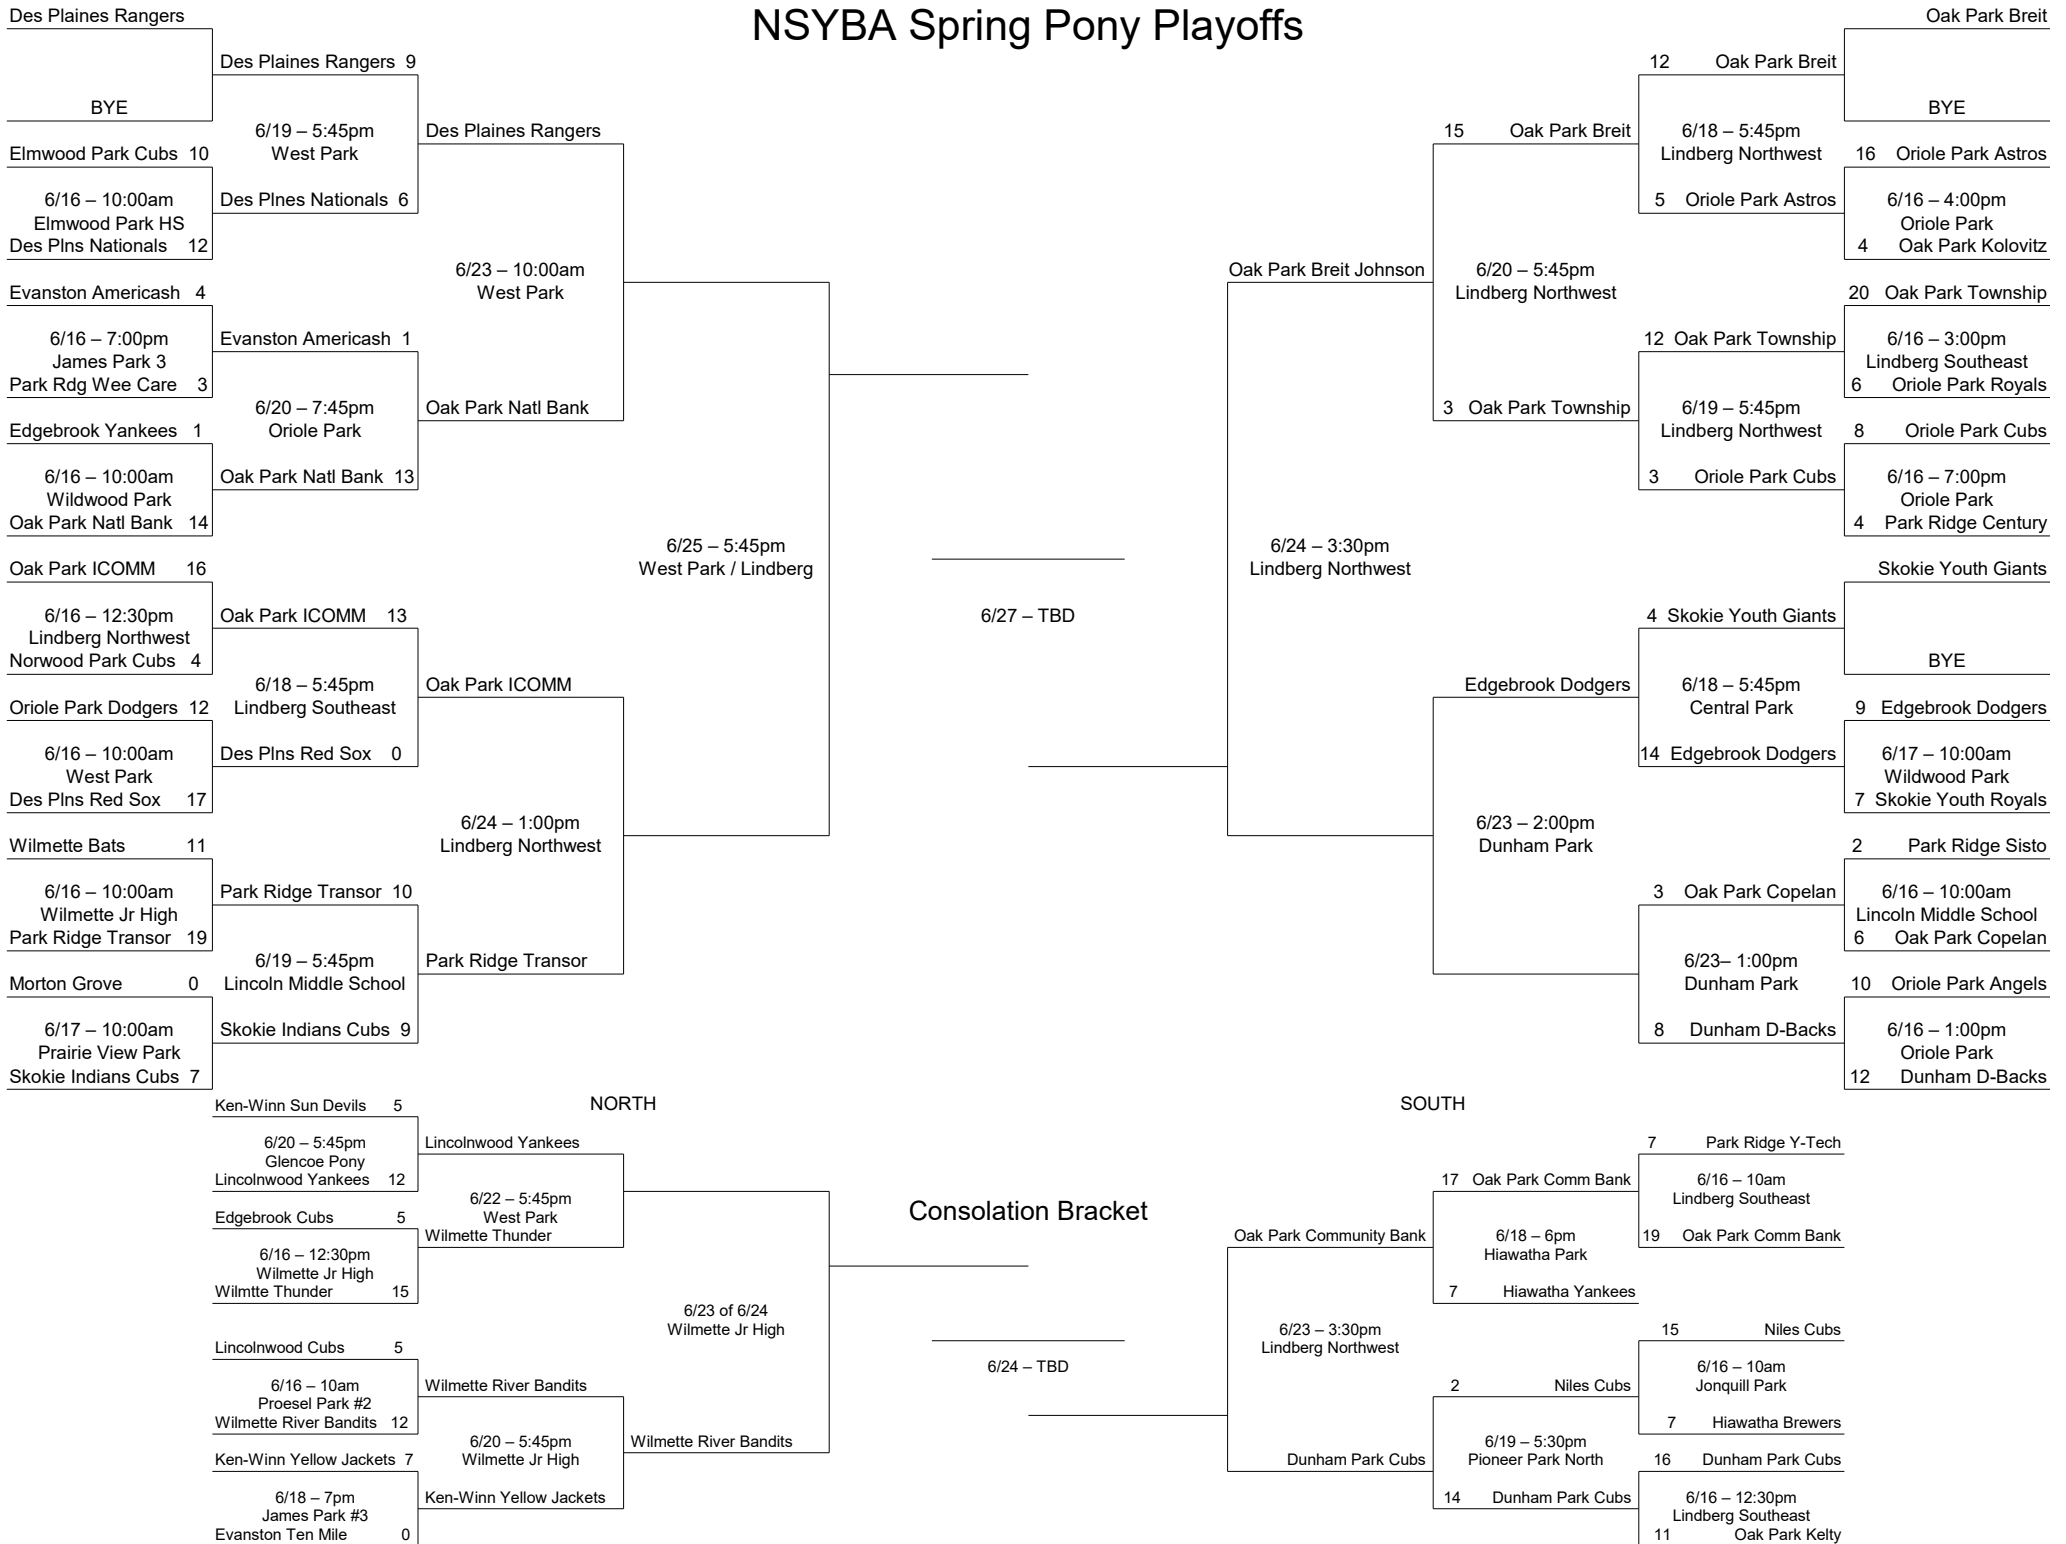 NSYBA Spring Pony Playoffs
Des Plaines Rangers
BYE
Elmwood Park Cubs 10
6/16 – 10:00am
Elmwood Park HS
Des Plns Nationals 12
Evanston Americash 4
6/16 – 7:00pm
James Park 3
Park Rdg Wee Care 3
Edgebrook Yankees 1
6/16 – 10:00am
Wildwood Park
Oak Park Natl Bank 14
Oak Park ICOMM 16
6/16 – 12:30pm
Lindberg Northwest
Norwood Park Cubs 4
Oriole Park Dodgers 12
6/16 – 10:00am
West Park
Des Plns Red Sox 17
Wilmette Bats 11
6/16 – 10:00am
Wilmette Jr High
Park Ridge Transor 19
Morton Grove 0
6/17 – 10:00am
Prairie View Park
Skokie Indians Cubs 7
Des Plaines Rangers 9
6/19 – 5:45pm
West Park
Des Plnes Nationals 6
Evanston Americash 1
6/20 – 7:45pm
Oriole Park
Oak Park Natl Bank 13
Oak Park ICOMM 13
6/18 – 5:45pm
Lindberg Southeast
Des Plns Red Sox 0
Park Ridge Transor 10
6/19 – 5:45pm
Lincoln Middle School
Skokie Indians Cubs 9
Des Plaines Rangers
6/23 – 10:00am
West Park
Oak Park Natl Bank
Oak Park ICOMM
6/24 – 1:00pm
Lindberg Northwest
Park Ridge Transor
6/25 – 5:45pm
West Park / Lindberg
6/27 – TBD
Oak Park Breit Johnson
6/24 – 3:30pm
Lindberg Northwest
15 Oak Park Breit
6/20 – 5:45pm
Lindberg Northwest
3 Oak Park Township
Edgebrook Dodgers
6/23 – 2:00pm
Dunham Park
12 Oak Park Breit
6/18 – 5:45pm
Lindberg Northwest
5 Oriole Park Astros
12 Oak Park Township
6/19 – 5:45pm
Lindberg Northwest
3 Oriole Park Cubs
4 Skokie Youth Giants
6/18 – 5:45pm
Central Park
14 Edgebrook Dodgers
3 Oak Park Copelan
6/23– 1:00pm
Dunham Park
8 Dunham D-Backs
Oak Park Breit
BYE
16 Oriole Park Astros
6/16 – 4:00pm
Oriole Park
4 Oak Park Kolovitz
20 Oak Park Township
6/16 – 3:00pm
Lindberg Southeast
6 Oriole Park Royals
8 Oriole Park Cubs
6/16 – 7:00pm
Oriole Park
4 Park Ridge Century
Skokie Youth Giants
BYE
9 Edgebrook Dodgers
6/17 – 10:00am
Wildwood Park
7 Skokie Youth Royals
2 Park Ridge Sisto
6/16 – 10:00am
Lincoln Middle School
6 Oak Park Copelan
10 Oriole Park Angels
6/16 – 1:00pm
Oriole Park
12 Dunham D-Backs
NORTH
SOUTH
Consolation Bracket
Ken-Winn Sun Devils 5
6/20 – 5:45pm
Glencoe Pony
Lincolnwood Yankees 12
Edgebrook Cubs 5
6/16 – 12:30pm
Wilmette Jr High
Wilmtte Thunder 15
Lincolnwood Cubs 5
6/16 – 10am
Proesel Park #2
Wilmette River Bandits 12
Ken-Winn Yellow Jackets 7
6/18 – 7pm
James Park #3
Evanston Ten Mile 0
Lincolnwood Yankees
6/22 – 5:45pm
West Park
Wilmette Thunder
Wilmette River Bandits
6/20 – 5:45pm
Wilmette Jr High
Ken-Winn Yellow Jackets
6/23 of 6/24
Wilmette Jr High
Wilmette River Bandits
6/24 – TBD
Oak Park Community Bank
6/23 – 3:30pm
Lindberg Northwest
Dunham Park Cubs
17 Oak Park Comm Bank
6/18 – 6pm
Hiawatha Park
7 Hiawatha Yankees
2 Niles Cubs
6/19 – 5:30pm
Pioneer Park North
14 Dunham Park Cubs
7 Park Ridge Y-Tech
6/16 – 10am
Lindberg Southeast
19 Oak Park Comm Bank
15 Niles Cubs
6/16 – 10am
Jonquill Park
7 Hiawatha Brewers
16 Dunham Park Cubs
6/16 – 12:30pm
Lindberg Southeast
11 Oak Park Kelty